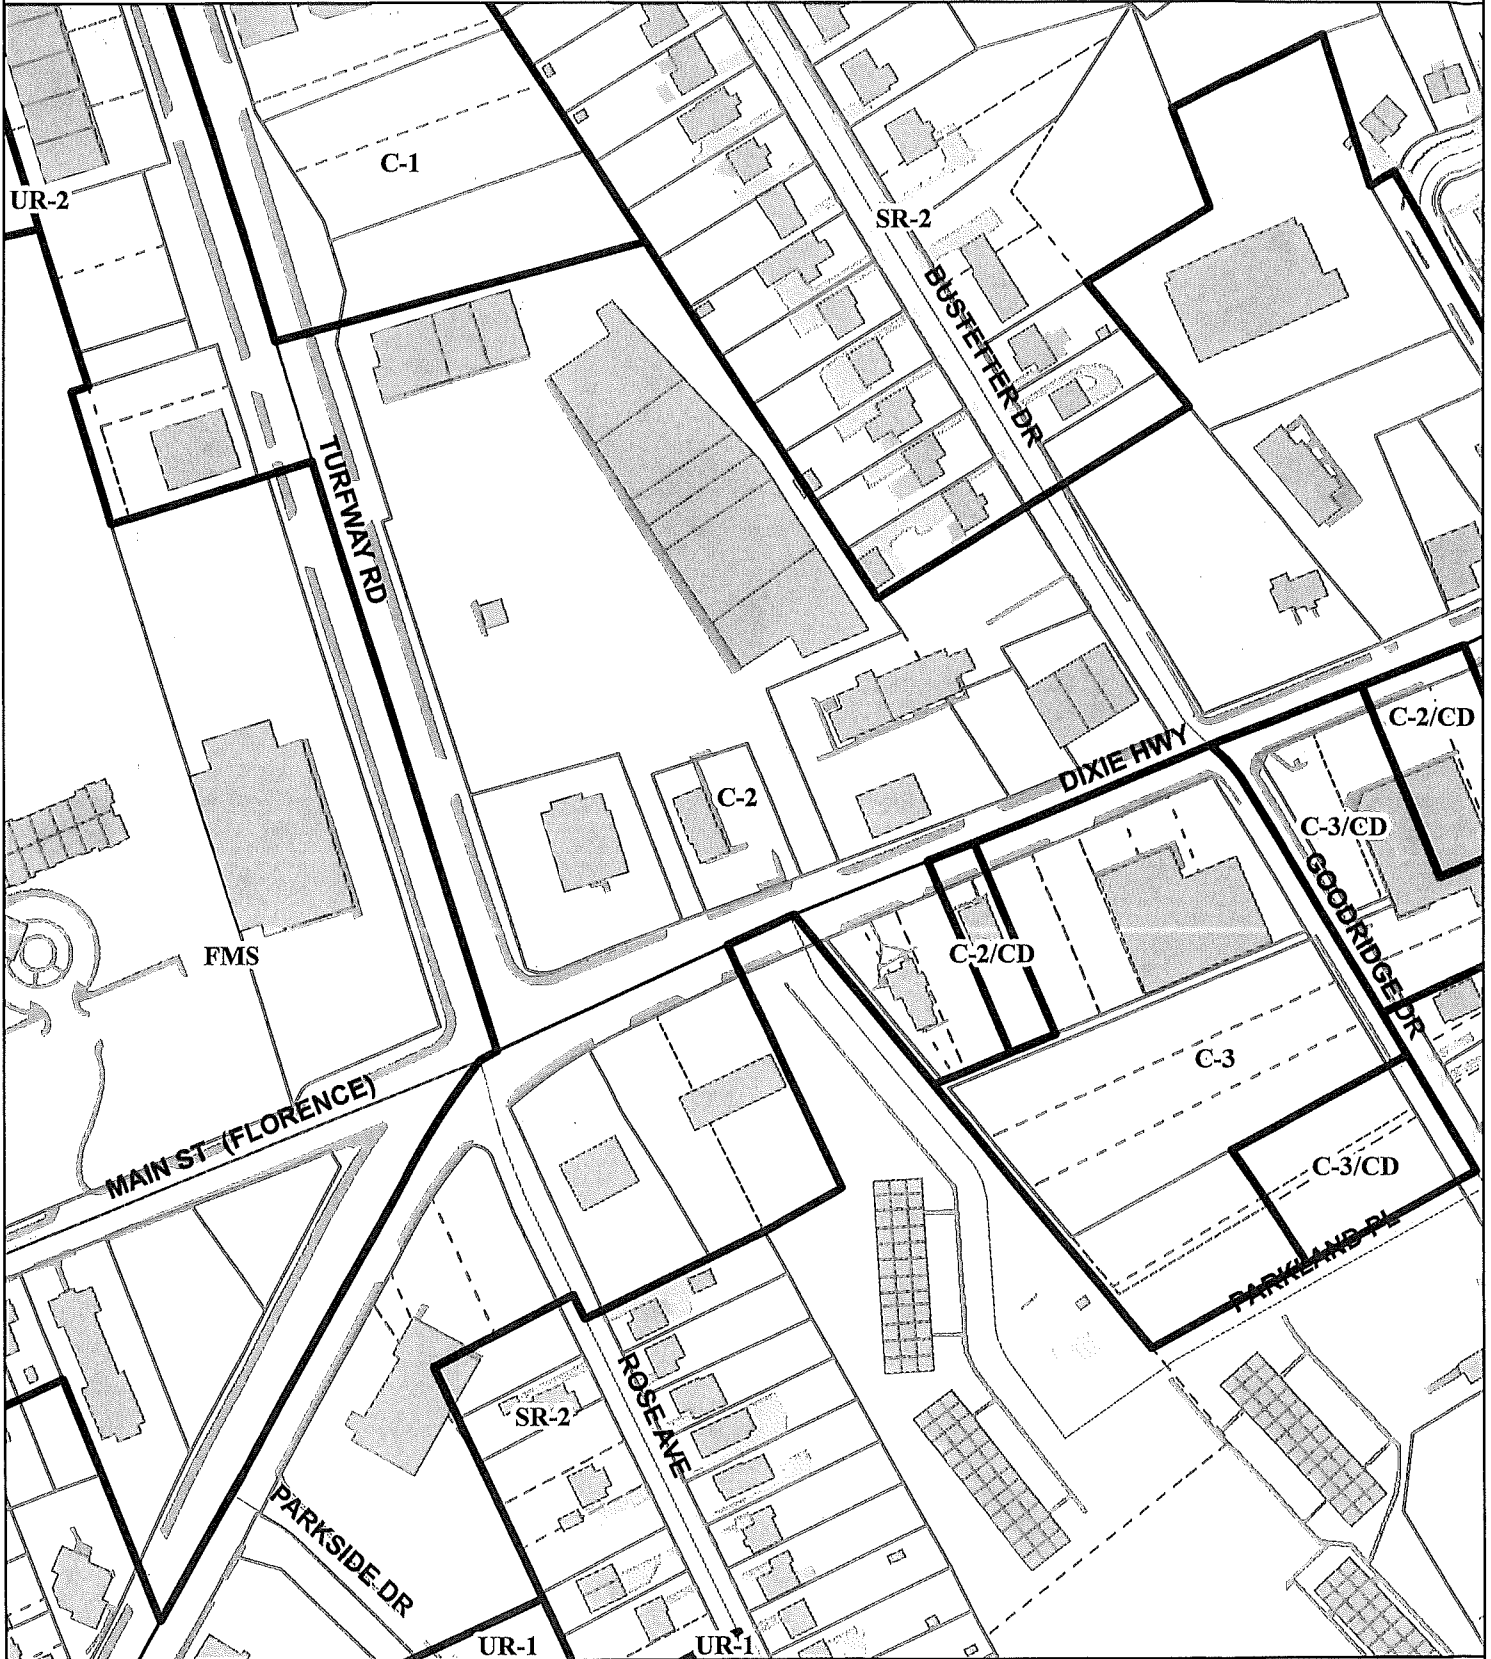 C-1
UR-2
SR-2
BUSTETTER DR
TURFWAY RD
C-2/CD
DIXIE HWY
C-2
C-3/CD
GOODRIDGE DR
C-2/CD
FMS
C-3
MAIN ST (FLORENCE)
C-3/CD
PARKLAND PL
ROSE AVE
SR-2
PARKSIDE DR
UR-1
UR-1